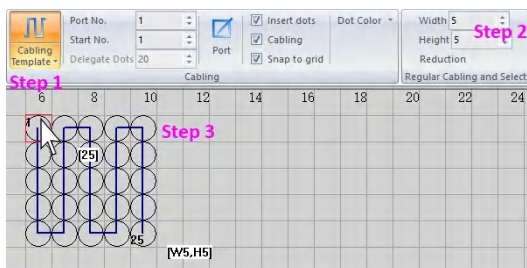 Port No. 1
Insert dots
Dot Color
Width 5
Step 2
Start No. 1
Cabling
Height 5
Cabling Template
Port
Delegate Dots 20
Snap to grid
Reduction
Cabling
Regular Cabling and Select
Step 1
6 8 10 12 14 16 18 20 22 24
1
Step 3
[25]
25
[W5,H5]